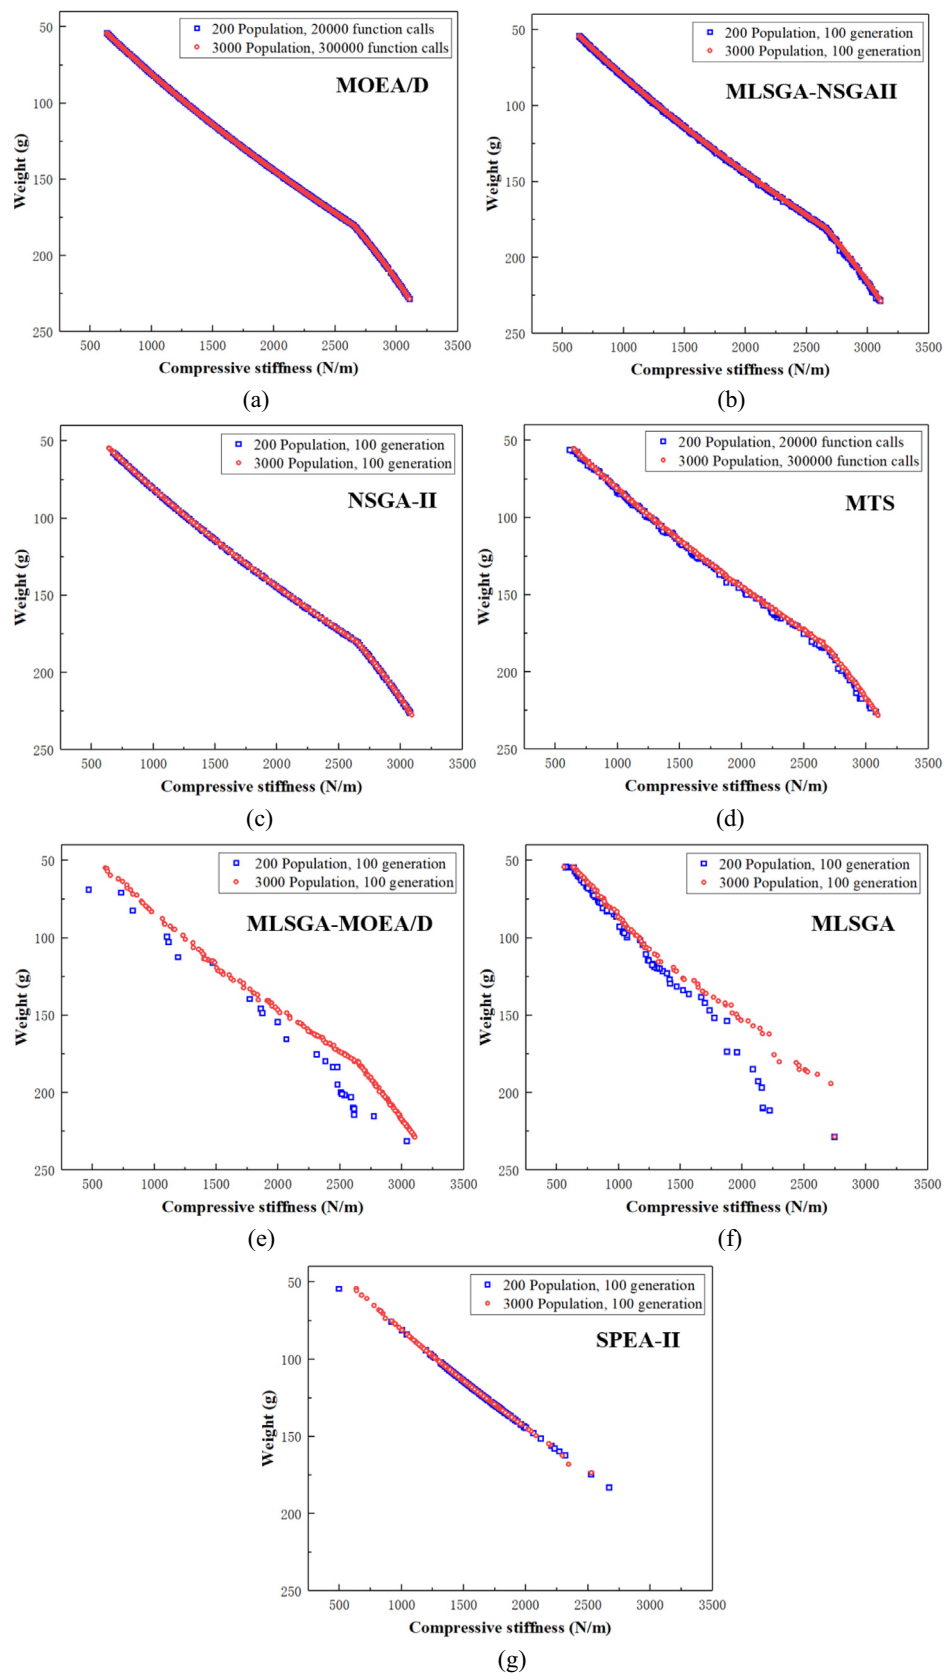 200 Population, 20000 function calls
3000 Population, 300000 function calls
MOEA/D
Weight (g)
50
100
150
200
250
500 1000 1500 2000 2500 3000 3500
Compressive stiffness (N/m)
(a)
200 Population, 100 generation
3000 Population, 100 generation
MLSGA-NSGAII
Weight (g)
50
100
150
200
250
500 1000 1500 2000 2500 3000 3500
Compressive stiffness (N/m)
(b)
200 Population, 100 generation
3000 Population, 100 generation
NSGA-II
Weight (g)
50
100
150
200
250
500 1000 1500 2000 2500 3000 3500
Compressive stiffness (N/m)
(c)
200 Population, 20000 function calls
3000 Population, 300000 function calls
MTS
Weight (g)
50
100
150
200
250
500 1000 1500 2000 2500 3000 3500
Compressive stiffness (N/m)
(d)
200 Population, 100 generation
3000 Population, 100 generation
MLSGA-MOEA/D
Weight (g)
50
100
150
200
250
500 1000 1500 2000 2500 3000 3500
Compressive stiffness (N/m)
(e)
200 Population, 100 generation
3000 Population, 100 generation
MLSGA
Weight (g)
50
100
150
200
250
500 1000 1500 2000 2500 3000 3500
Compressive stiffness (N/m)
(f)
200 Population, 100 generation
3000 Population, 100 generation
SPEA-II
Weight (g)
50
100
150
200
250
500 1000 1500 2000 2500 3000 3500
Compressive stiffness (N/m)
(g)